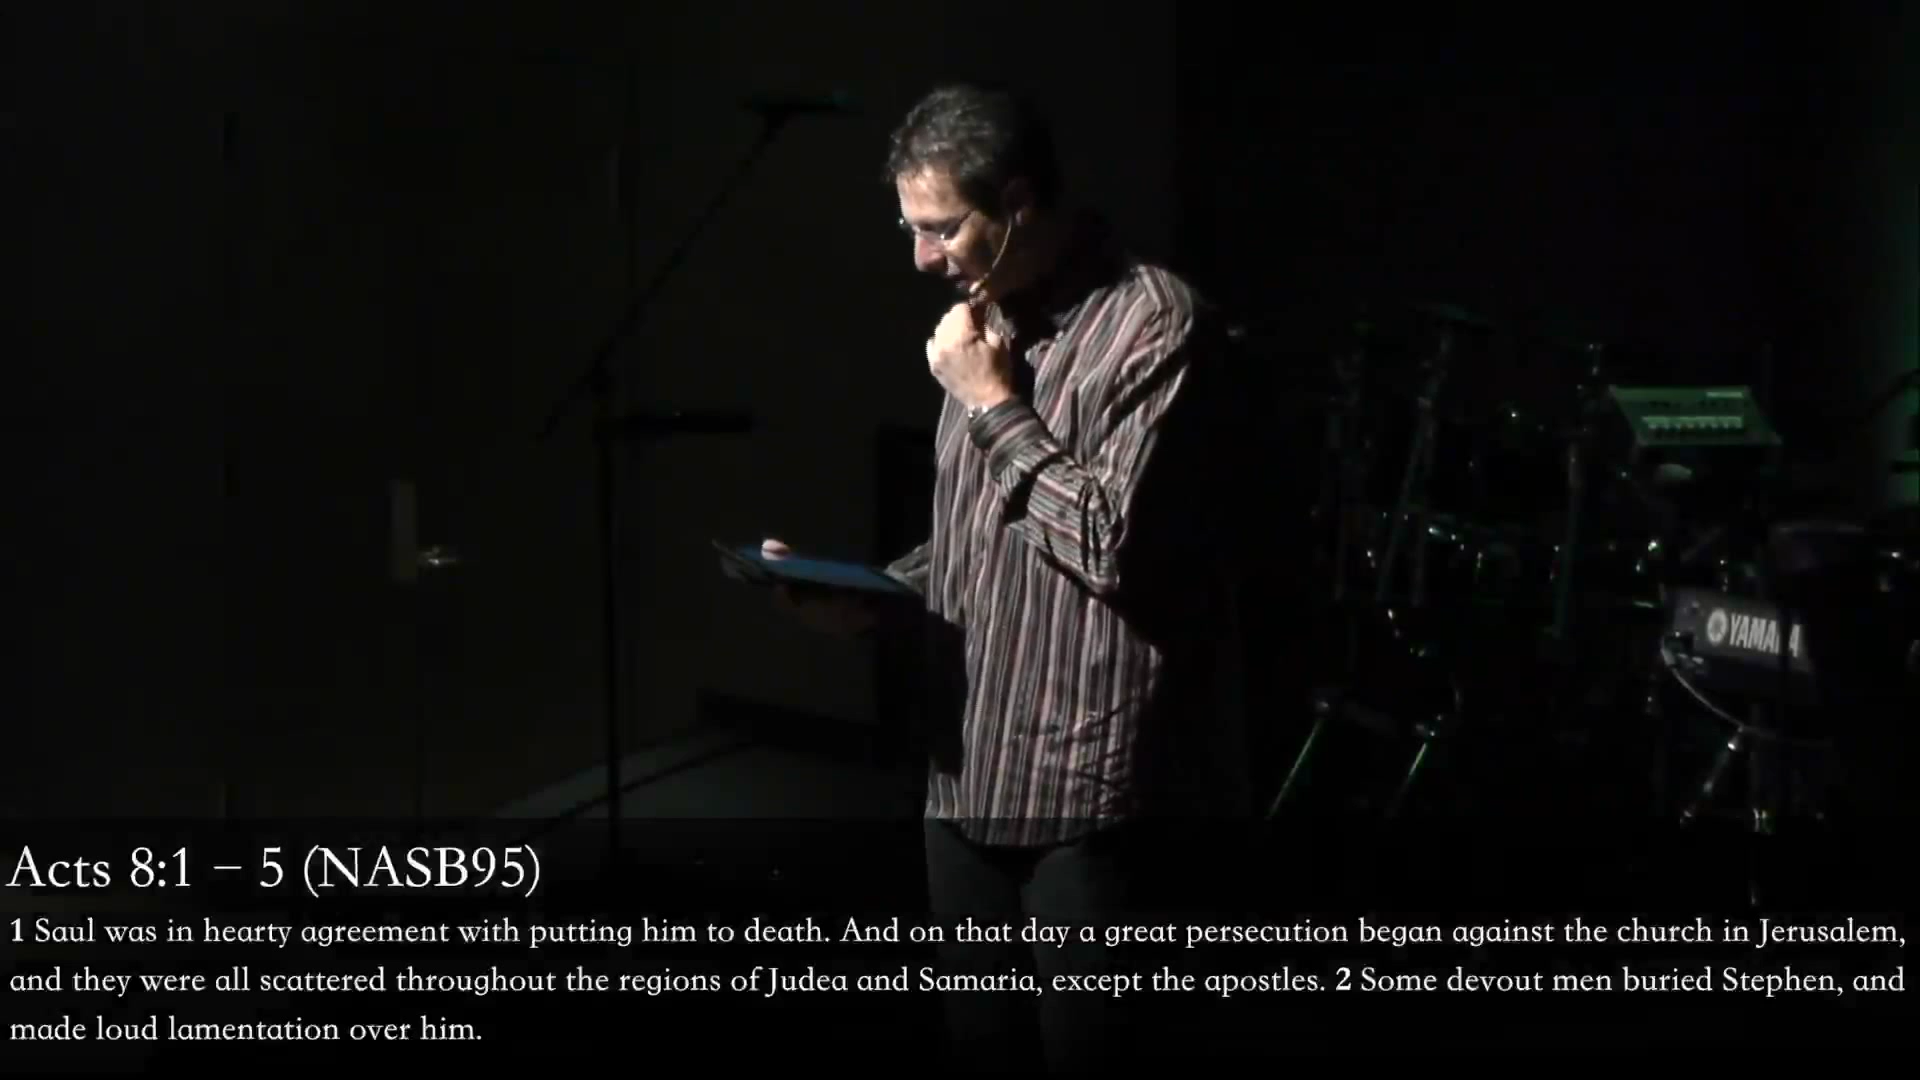 YAMAHA
Acts 8:1 – 5 (NASB95)
1 Saul was in hearty agreement with putting him to death. And on that day a great persecution began against the church in Jerusalem,
and they were all scattered throughout the regions of Judea and Samaria, except the apostles. 2 Some devout men buried Stephen, and
made loud lamentation over him.